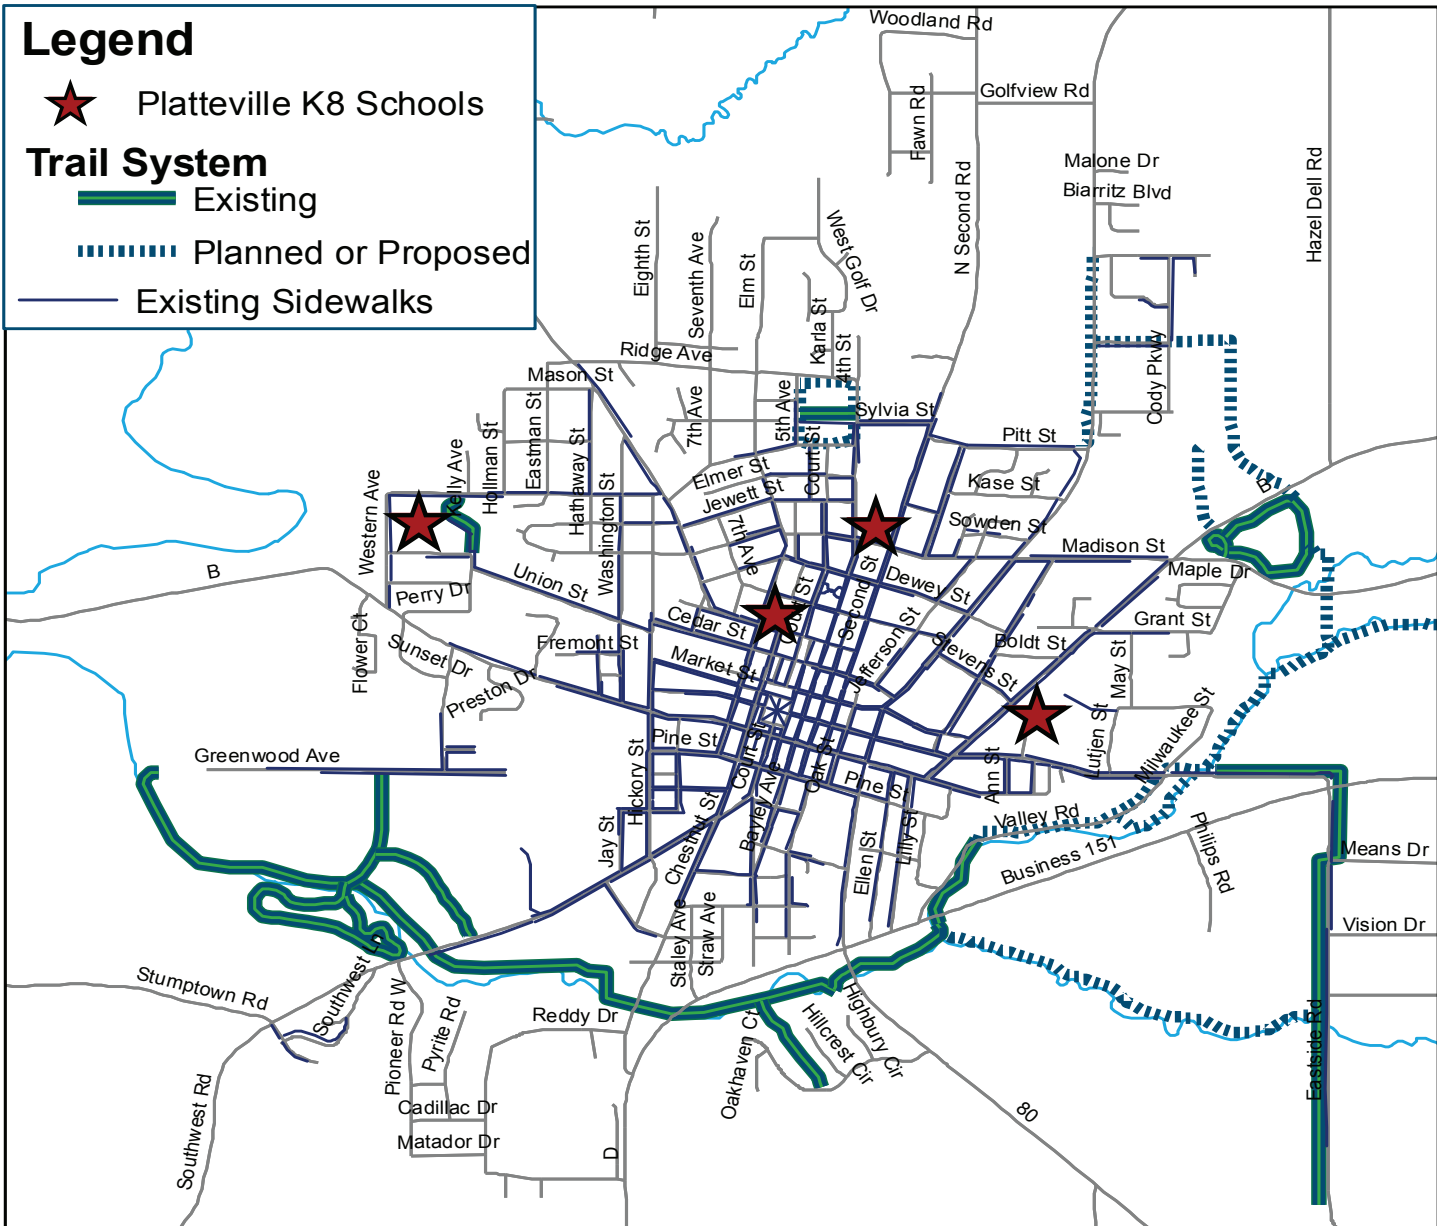 Legend
Platteville K8 Schools
Trail System
Existing
Planned or Proposed
Existing Sidewalks
Woodland Rd
Golfview Rd
Fawn Rd
Malone Dr
Biarritz Blvd
N Second Rd
Hazel Dell Rd
Eighth St
Seventh Ave
Elm St
West Golf Dr
Karla St
4th St
Ridge Ave
Mason St
Cody Pkwy
7th Ave
5th Ave
Sylvia St
Court St
Pitt St
Eastman St
Hollman St
Kelly Ave
Hathaway St
Washington St
Western Ave
Elmer St
Jewett St
Kase St
Sowden St
B
Madison St
Maple Dr
7th Ave
Dewey St
B
Union St
Perry Dr
Grant St
Court St
Second St
Cedar St
Jefferson St
Boldt St
Stevens St
Flower Ct
Sunset Dr
Fremont St
Market St
May St
Preston Dr
Milwaukee St
Lutjen St
Greenwood Ave
Pine St
Hickory St
Court St
Oak St
Pine St
Ann St
Bayley Ave
Chestnut St
Jay St
Ellen St
Lilly St
Valley Rd
Business 151
Philips Rd
Means Dr
Vision Dr
Staley Ave
Straw Ave
Stumptown Rd
Southwest Ln
Pioneer Rd W
Pyrite Rd
Reddy Dr
Oakhaven Ct
Hillcrest Cir
Highbury Cir
Eastside Rd
Southwest Rd
Cadillac Dr
Matador Dr
D
80